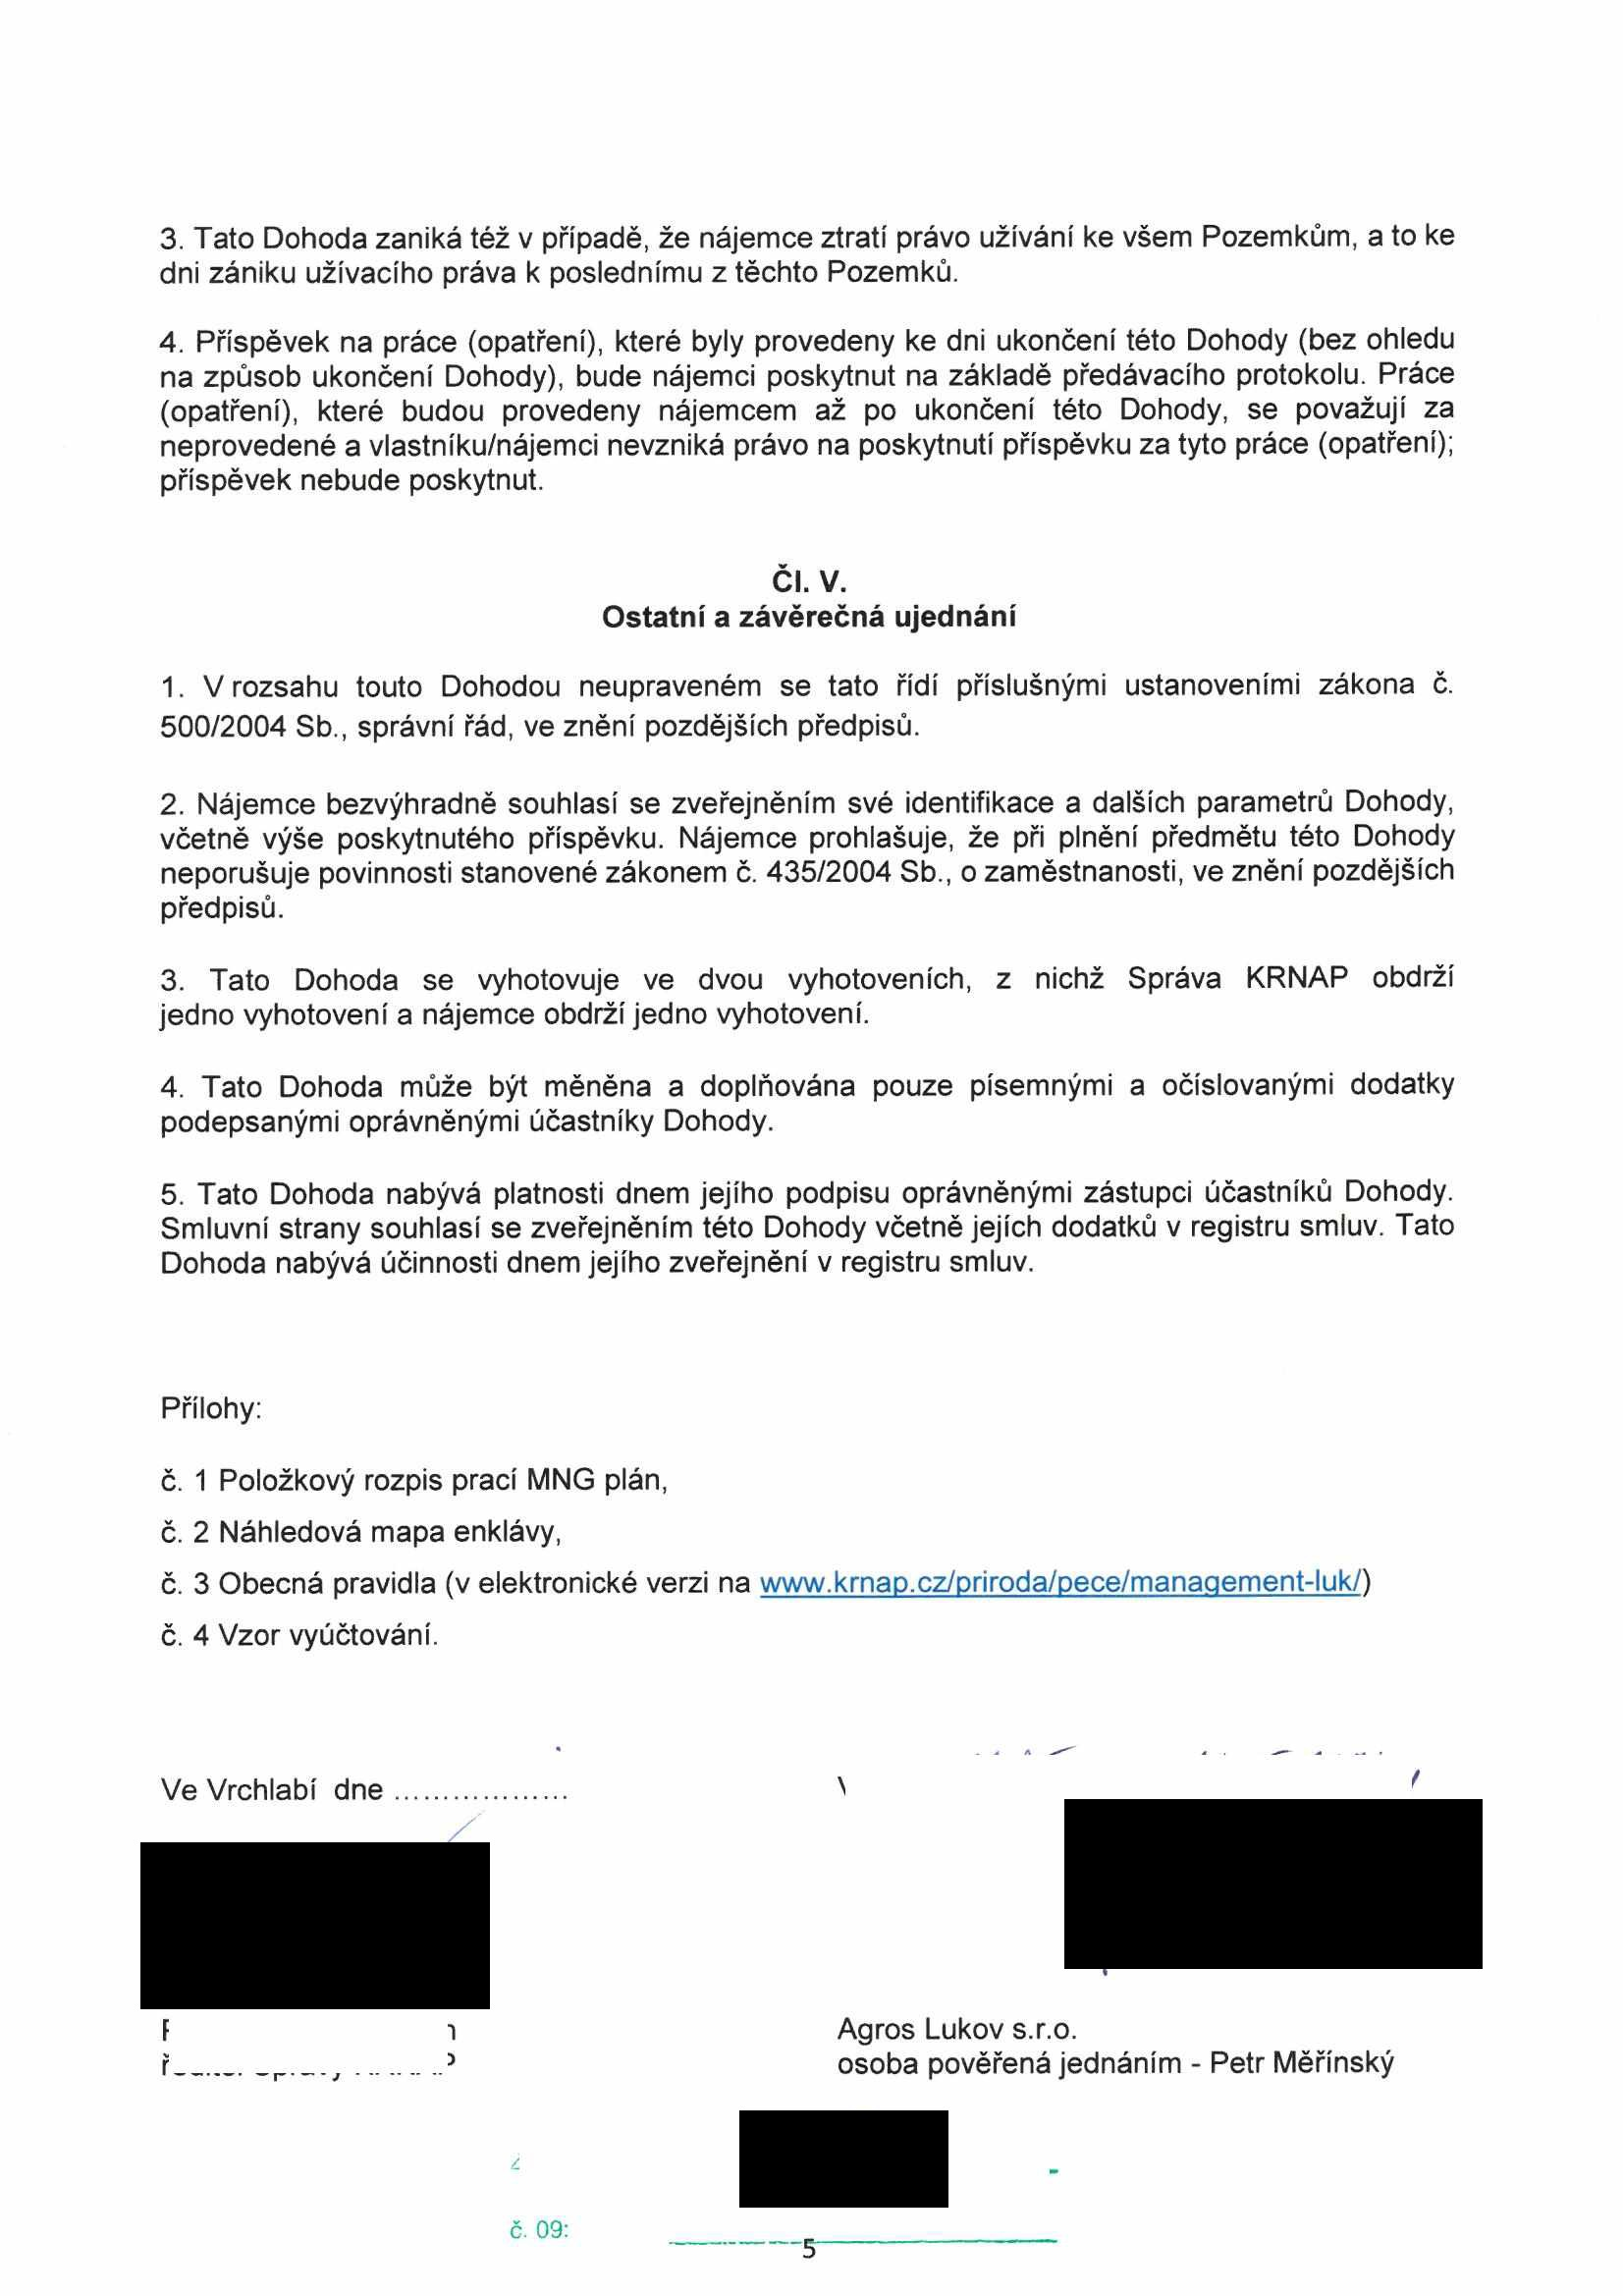 3. Tato Dohoda zaniká též v případě, že nájemce ztratí právo užívání ke všem Pozemkům, a to ke
dni zániku užívacího práva k poslednímu z těchto Pozemků.
4. Příspěvek na práce (opatření), které byly provedeny ke dni ukončení této Dohody (bez ohledu
na způsob ukončení Dohody), bude nájemci poskytnut na základě předávacího protokolu. Práce
(opatření), které budou provedeny nájemcem až po ukončení této Dohody, se považují za
neprovedené a vlastníku/nájemci nevzniká právo na poskytnutí příspěvku za tyto práce (opatření);
příspěvek nebude poskytnut.
Čl. V.
Ostatní a závěrečná ujednání
1. V rozsahu touto Dohodou neupraveném se tato řídí příslušnými ustanoveními zákona č.
500/2004 Sb., správní řád, ve znění pozdějších předpisů.
2. Nájemce bezvýhradně souhlasí se zveřejněním své identifikace a dalších parametrů Dohody,
včetně výše poskytnutého příspěvku. Nájemce prohlašuje, že při plnění předmětu této Dohody
neporušuje povinnosti stanovené zákonem č. 435/2004 Sb., o zaměstnanosti, ve znění pozdějších
předpisů.
3. Tato Dohoda se vyhotovuje ve dvou vyhotoveních, z nichž Správa KRNAP obdrží
jedno vyhotovení a nájemce obdrží jedno vyhotovení.
4. Tato Dohoda může být měněna a doplňována pouze písemnými a očíslovanými dodatky
podepsanými oprávněnými účastníky Dohody.
5. Tato Dohoda nabývá platnosti dnem jejího podpisu oprávněnými zástupci účastníků Dohody.
Smluvní strany souhlasí se zveřejněním této Dohody včetně jejích dodatků v registru smluv. Tato
Dohoda nabývá účinnosti dnem jejího zveřejnění v registru smluv.
Přílohy:
č. 1 Položkový rozpis prací MNG plán,
č. 2 Náhledová mapa enklávy,
č. 3 Obecná pravidla (v elektronické verzi na www.krnap.cz/priroda/pece/management-luk/)
č. 4 Vzor vyúčtování.
Ve Vrchlabí dne ..................
Agros Lukov s.r.o.
osoba pověřená jednáním - Petr Měřínský
č. 09:
5